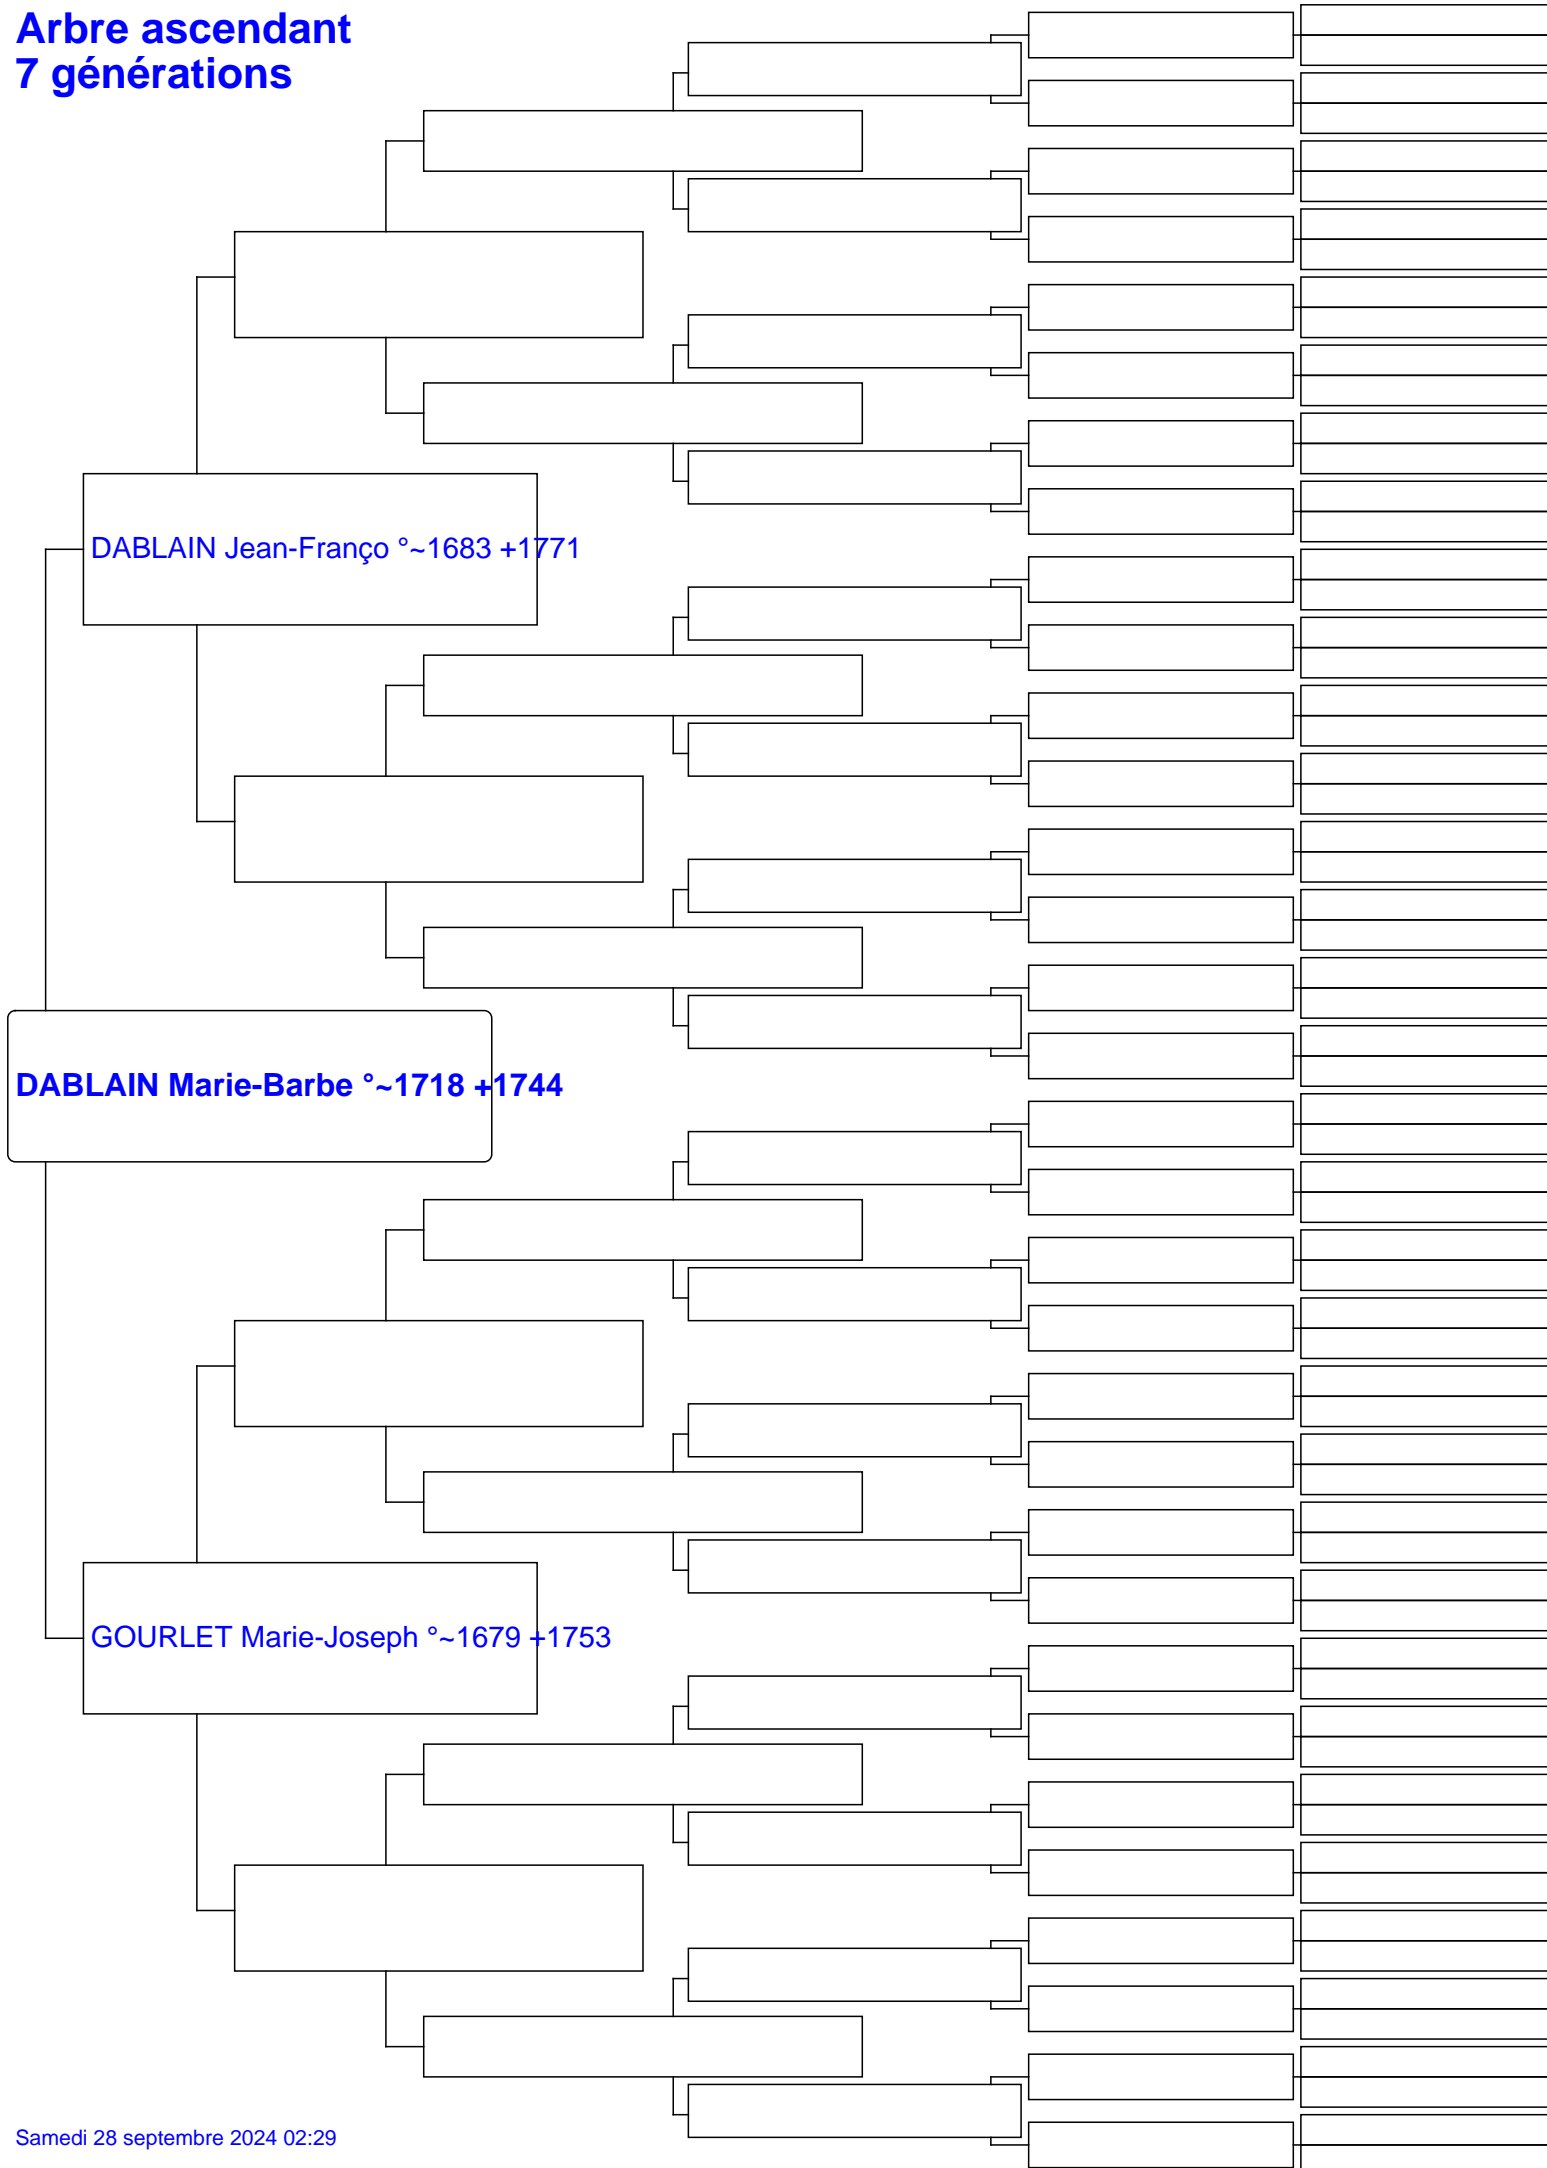 Arbre ascendant
7 générations
DABLAIN Jean-Franço °~1683 +1771
DABLAIN Marie-Barbe °~1718 +1744
GOURLET Marie-Joseph °~1679 +1753
Samedi 28 septembre 2024 02:29